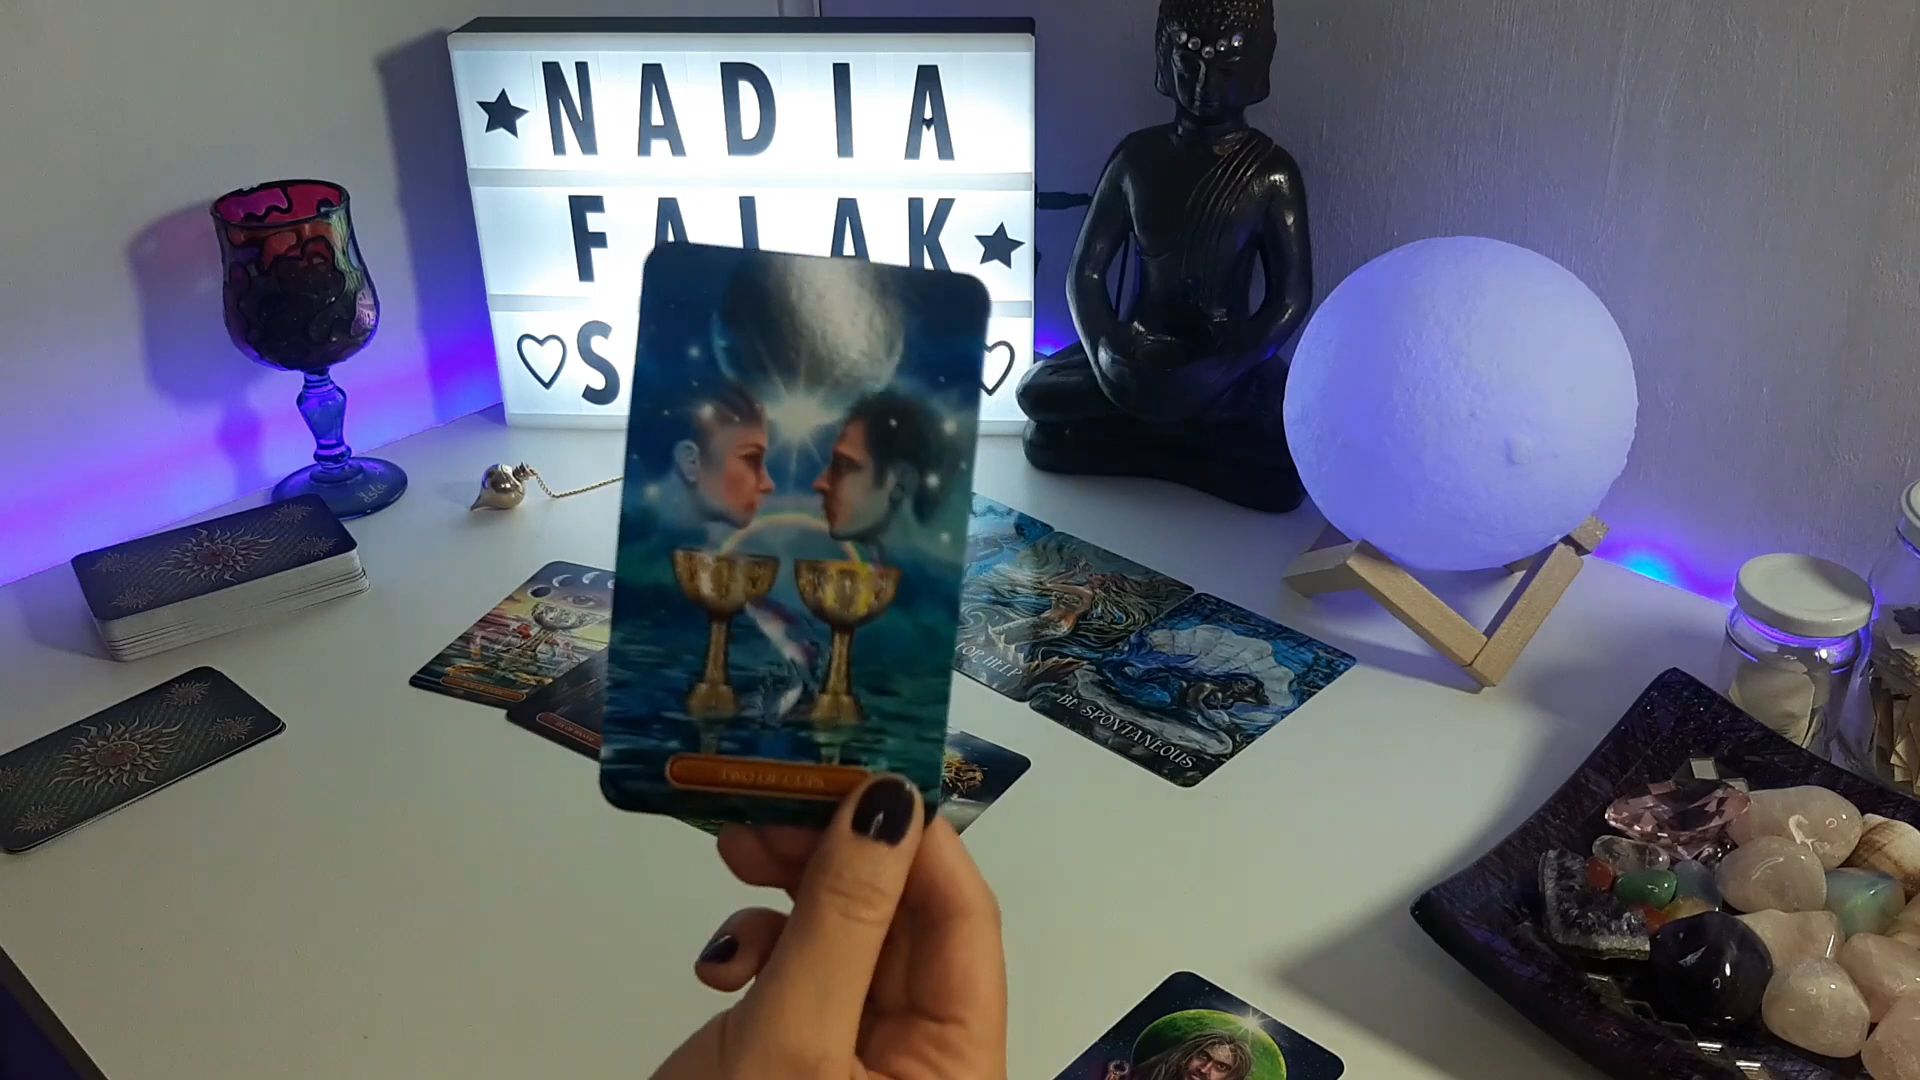 ★NADIA
FALAK★
♡S ♡
TWO OF CUPS
FOR HELP
BE SPONTANEOUS